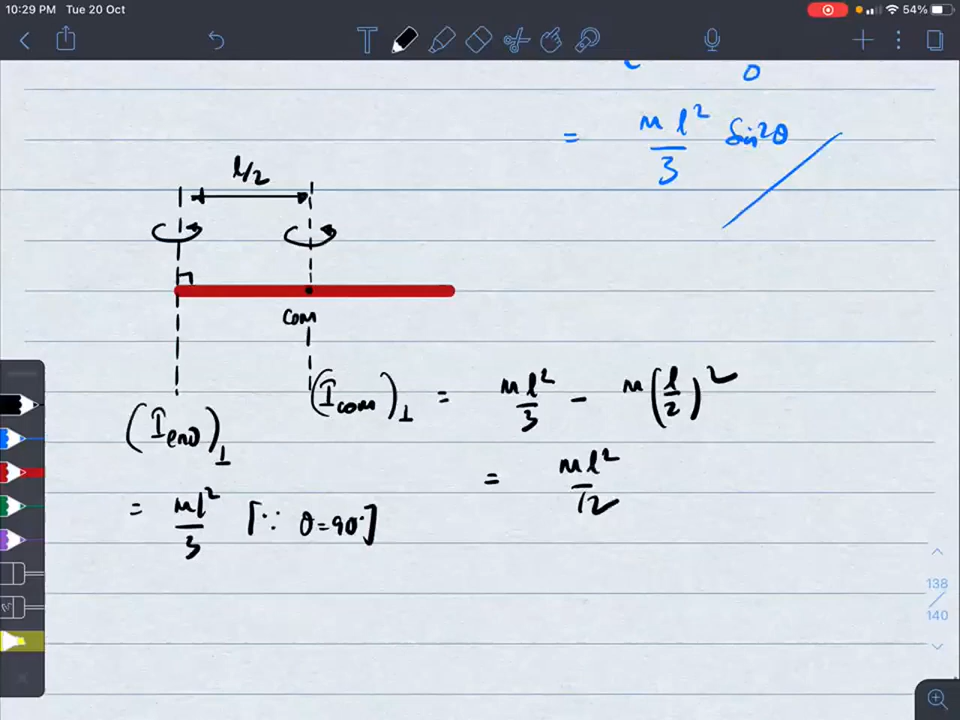 10:29 PM Tue 20 Oct 54%
= ml²/3 Sin²θ
l/2
com
(I_com)⊥ = ml²/3 - m(l/2)²
(I_end)⊥
= ml²/12
= ml²/3 [∵ θ=90°]
138
140